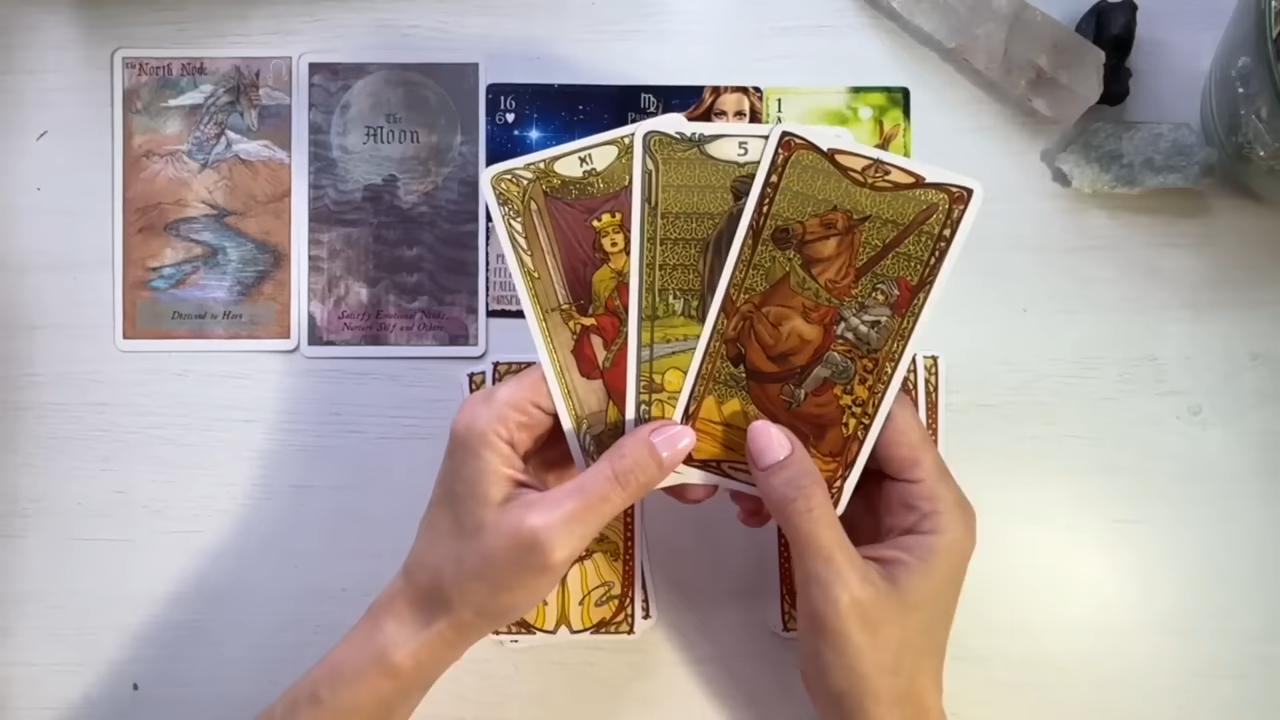 The North Node
Descend to Hero
The
Moon
Satisfy Emotional Needs,
Nurture Self and Others
16
6♥
♍
1
XI
5